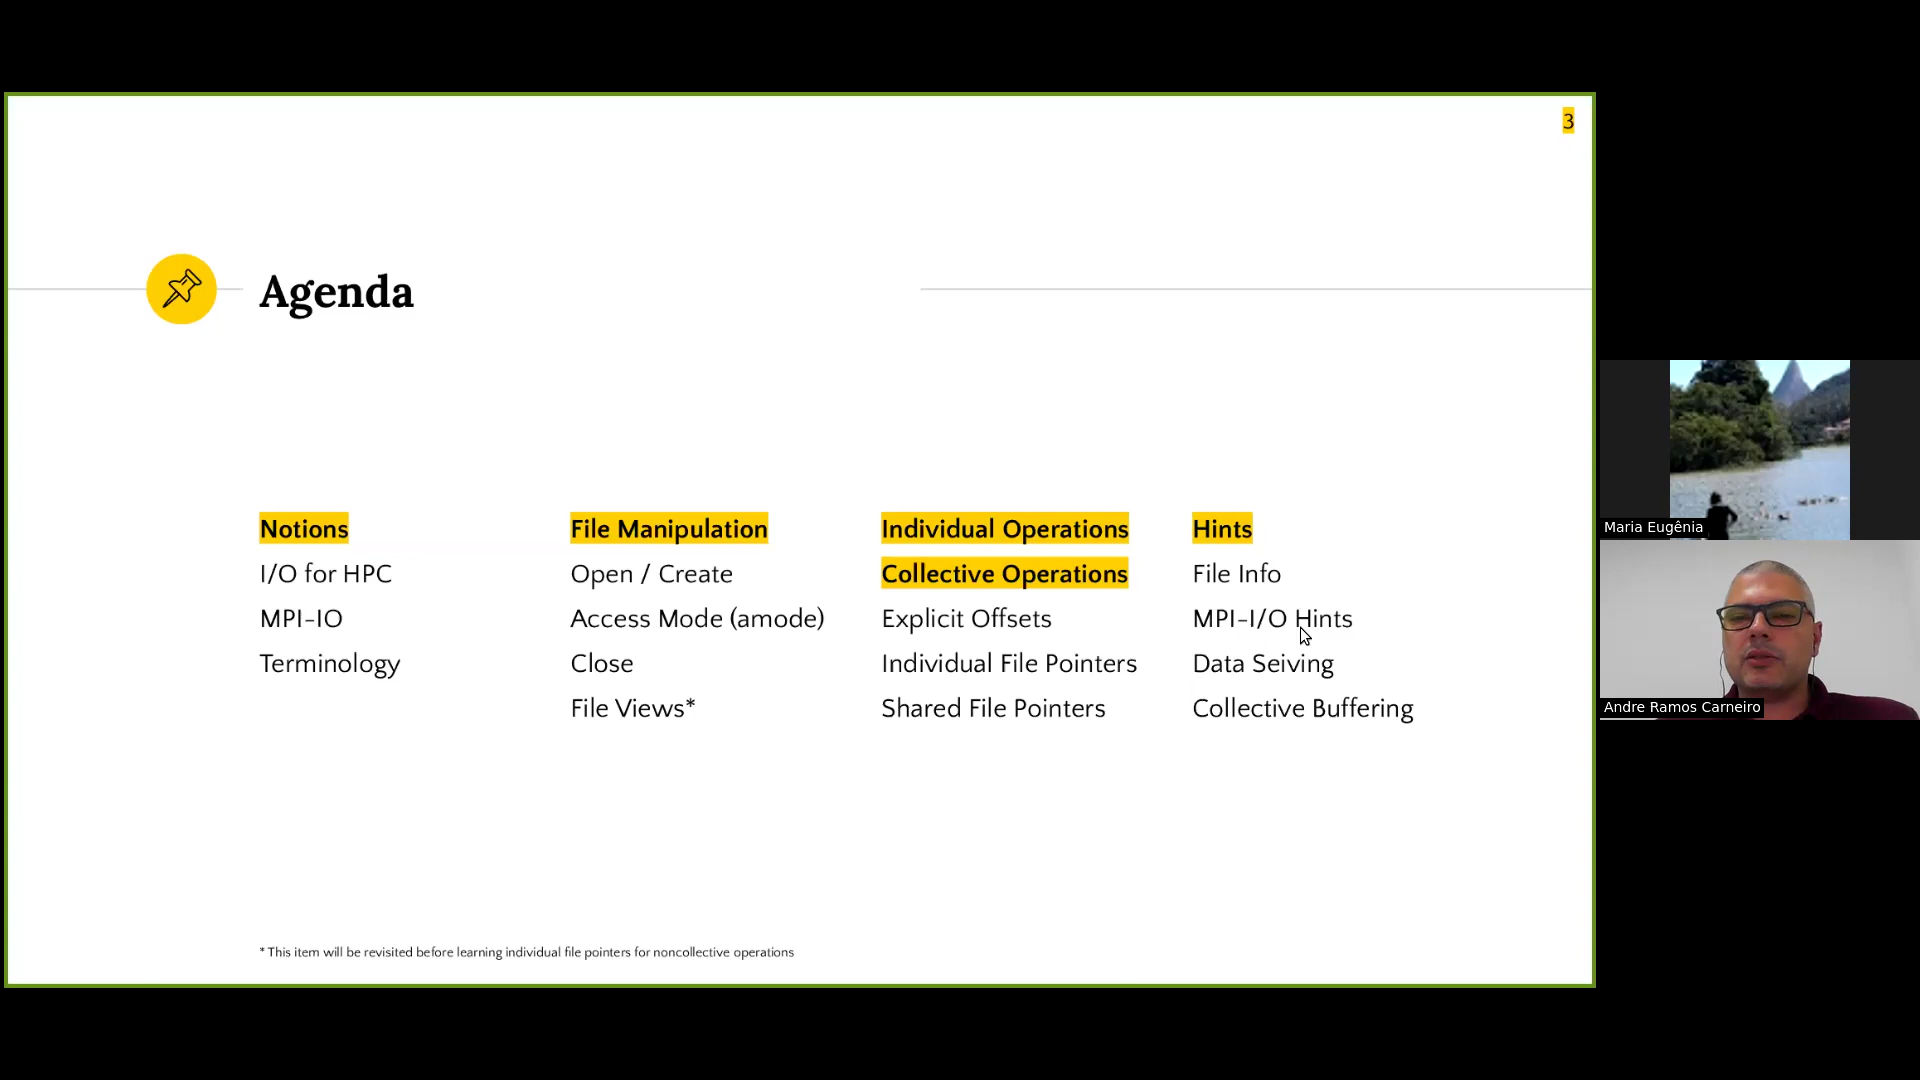 3
Agenda
Notions
I/O for HPC
MPI-IO
Terminology
File Manipulation
Open / Create
Access Mode (amode)
Close
File Views*
Individual Operations
Collective Operations
Explicit Offsets
Individual File Pointers
Shared File Pointers
Hints
File Info
MPI-I/O Hints
Data Seiving
Collective Buffering
* This item will be revisited before learning individual file pointers for noncollective operations
Maria Eugênia
Andre Ramos Carneiro